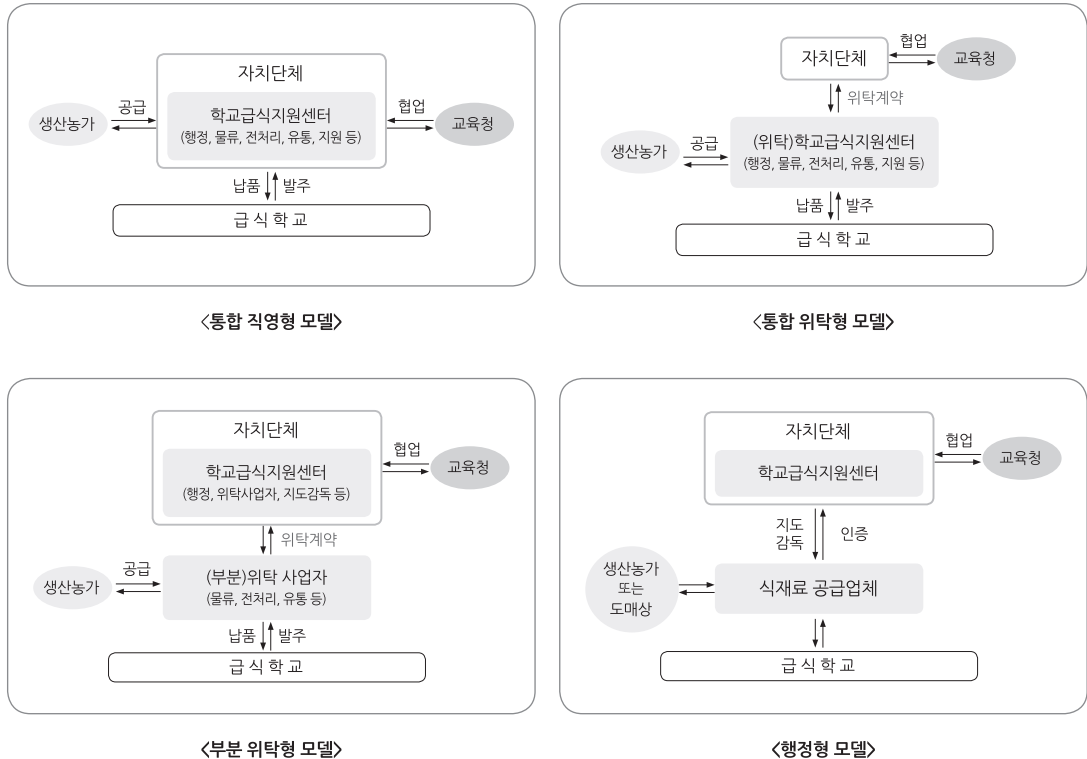 자치단체
학교급식지원센터
(행정, 물류, 전처리, 유통, 지원 등)
생산농가
공급
협업
교육청
납품
발주
급 식 학 교
<통합 직영형 모델>
자치단체
협업
교육청
위탁계약
(위탁)학교급식지원센터
(행정, 물류, 전처리, 유통, 지원 등)
생산농가
공급
납품
발주
급 식 학 교
<통합 위탁형 모델>
자치단체
학교급식지원센터
(행정, 위탁사업자, 지도감독 등)
협업
교육청
위탁계약
생산농가
공급
(부분)위탁 사업자
(물류, 전처리, 유통 등)
납품
발주
급 식 학 교
<부분 위탁형 모델>
자치단체
학교급식지원센터
협업
교육청
지도
감독
인증
생산농가
또는
도매상
식재료 공급업체
급 식 학 교
<행정형 모델>